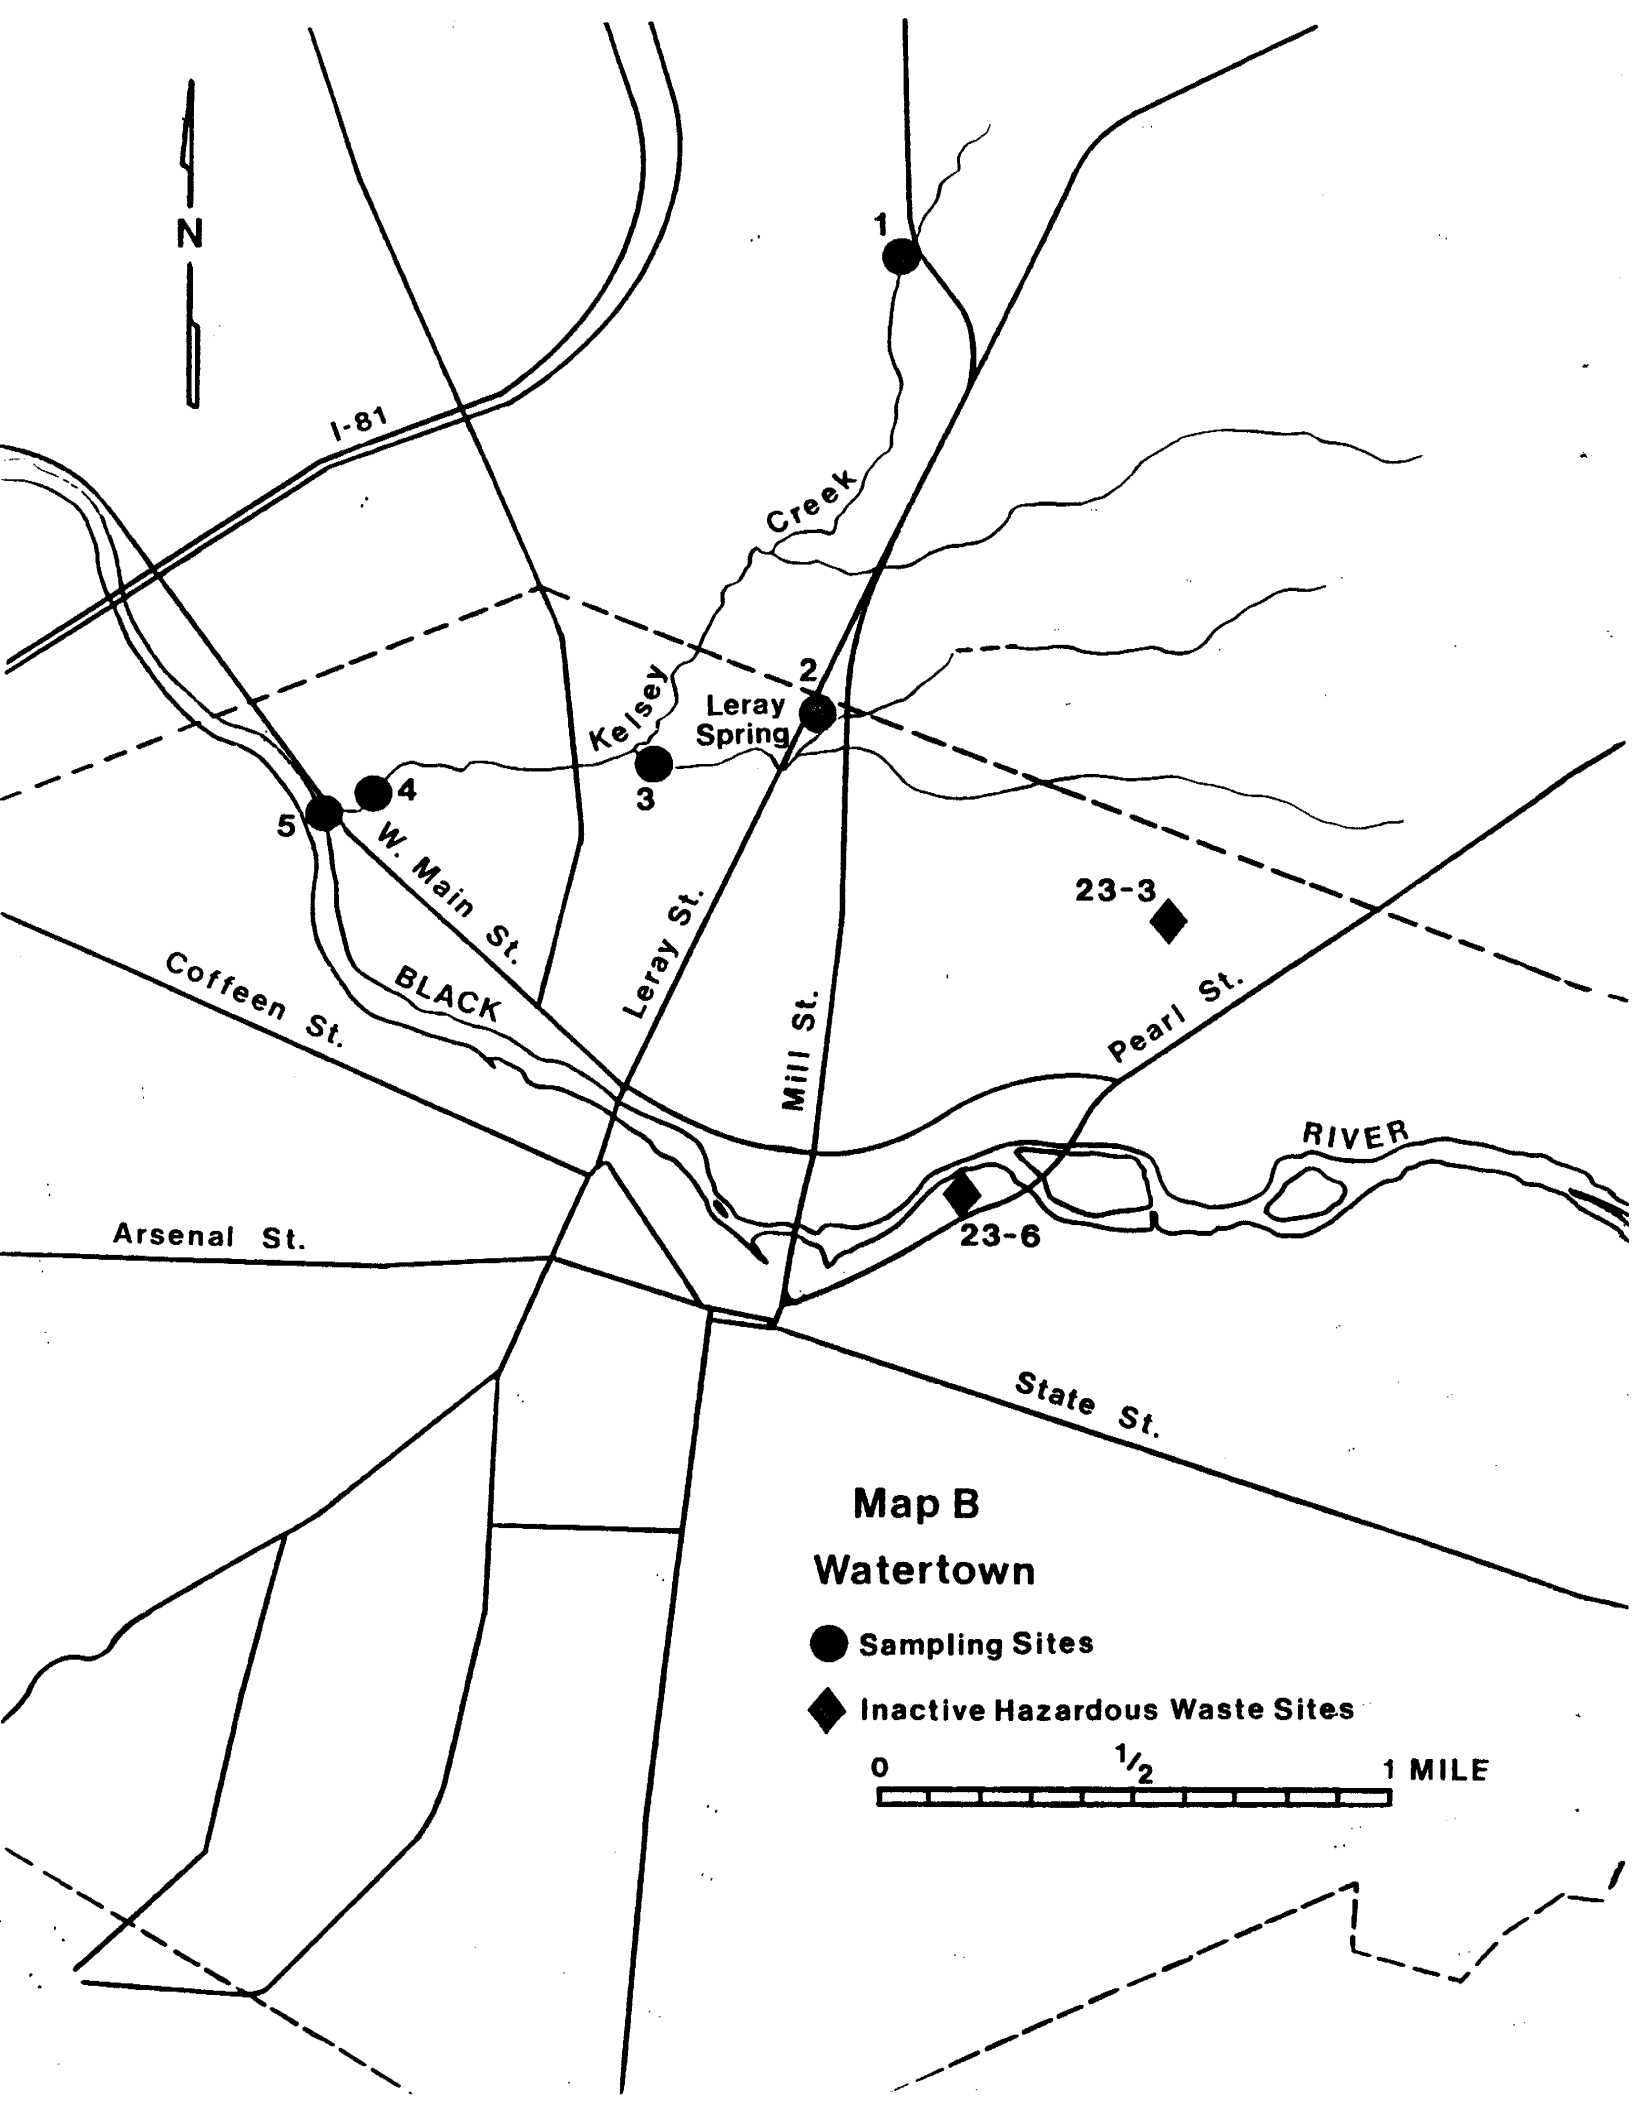 1
N
I-81
Creek
2
Leray
Spring
Kelsey
3
4
5
W. Main St.
23-3
Leray St.
Coffeen St.
BLACK
Mill St.
Pearl St.
RIVER
23-6
Arsenal St.
State St.
Map B
Watertown
Sampling Sites
Inactive Hazardous Waste Sites
0 1/2 1 MILE